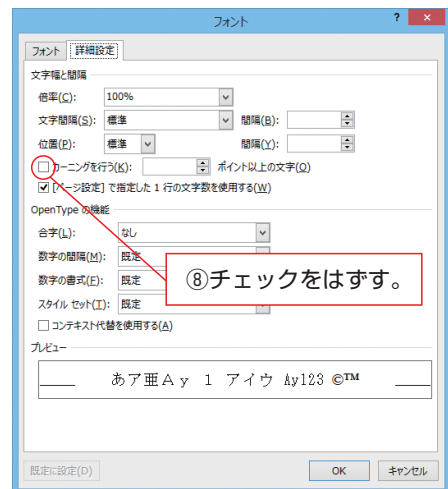 フォント ? ×
フォント 詳細設定
文字幅と間隔
倍率(C): 100%
文字間隔(S): 標準 間隔(B):
位置(P): 標準 間隔(Y):
カーニングを行う(K): ポイント以上の文字(O)
[ページ設定] で指定した 1 行の文字数を使用する(W)
OpenType の機能
合字(L): なし
数字の間隔(M): 既定
数字の書式(F): 既定
スタイル セット(T): 既定
⑧チェックをはずす。
コンテキスト代替を使用する(A)
プレビュー
あア亜Ay 1 アイウ Ay123 ©™
既定に設定(D) OK キャンセル